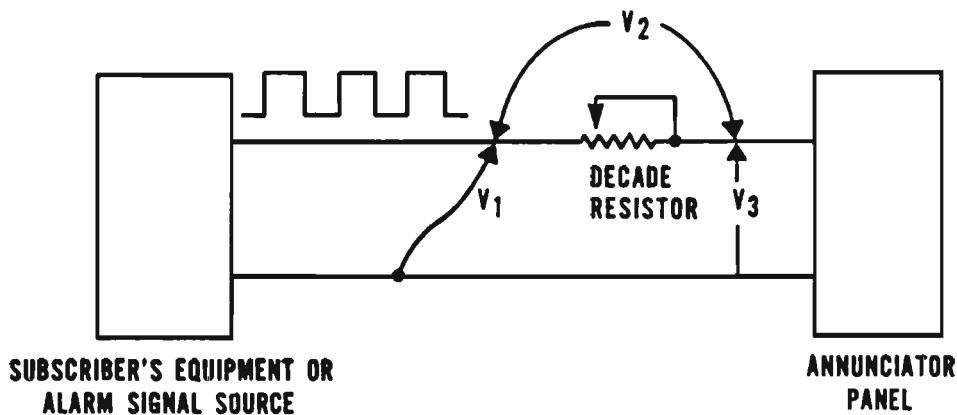 V2
DECADE
RESISTOR
V1
V3
SUBSCRIBER'S EQUIPMENT OR
ALARM SIGNAL SOURCE
ANNUNCIATOR
PANEL